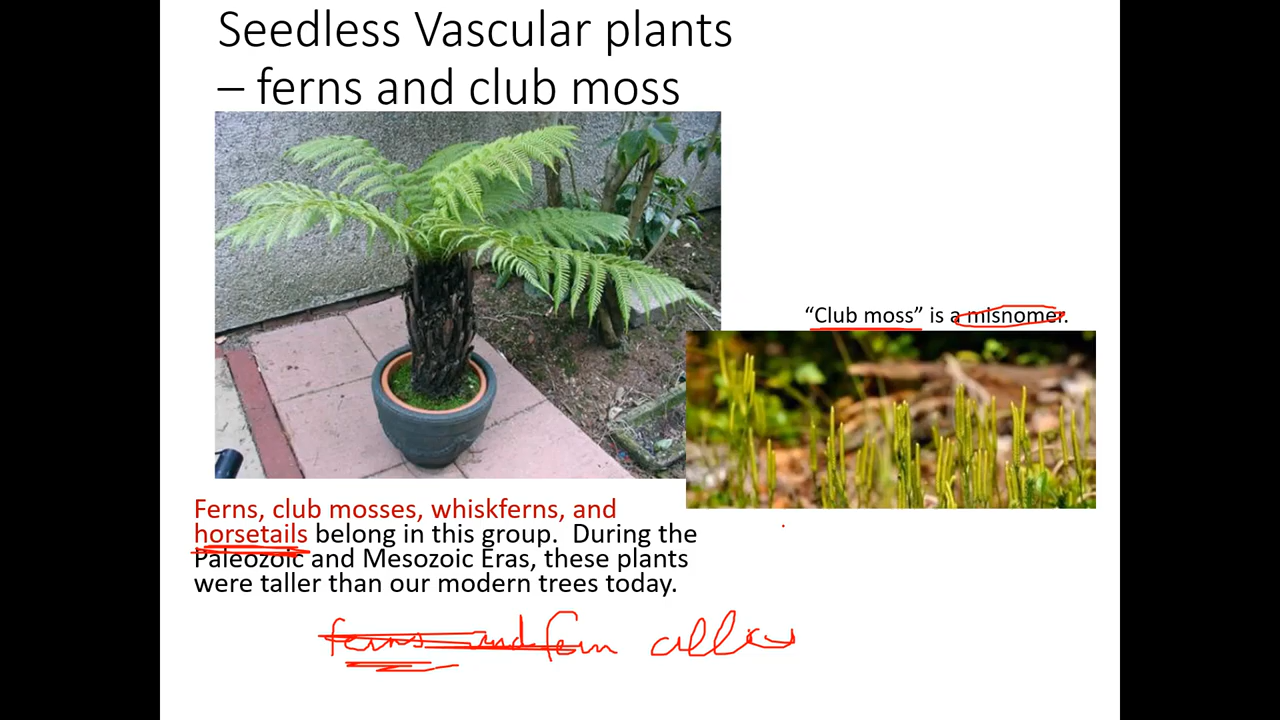 Seedless Vascular plants
– ferns and club moss
“Club moss” is a misnomer.
Ferns, club mosses, whiskferns, and
horsetails belong in this group.  During the
Paleozoic and Mesozoic Eras, these plants
were taller than our modern trees today.
ferns and fern allies